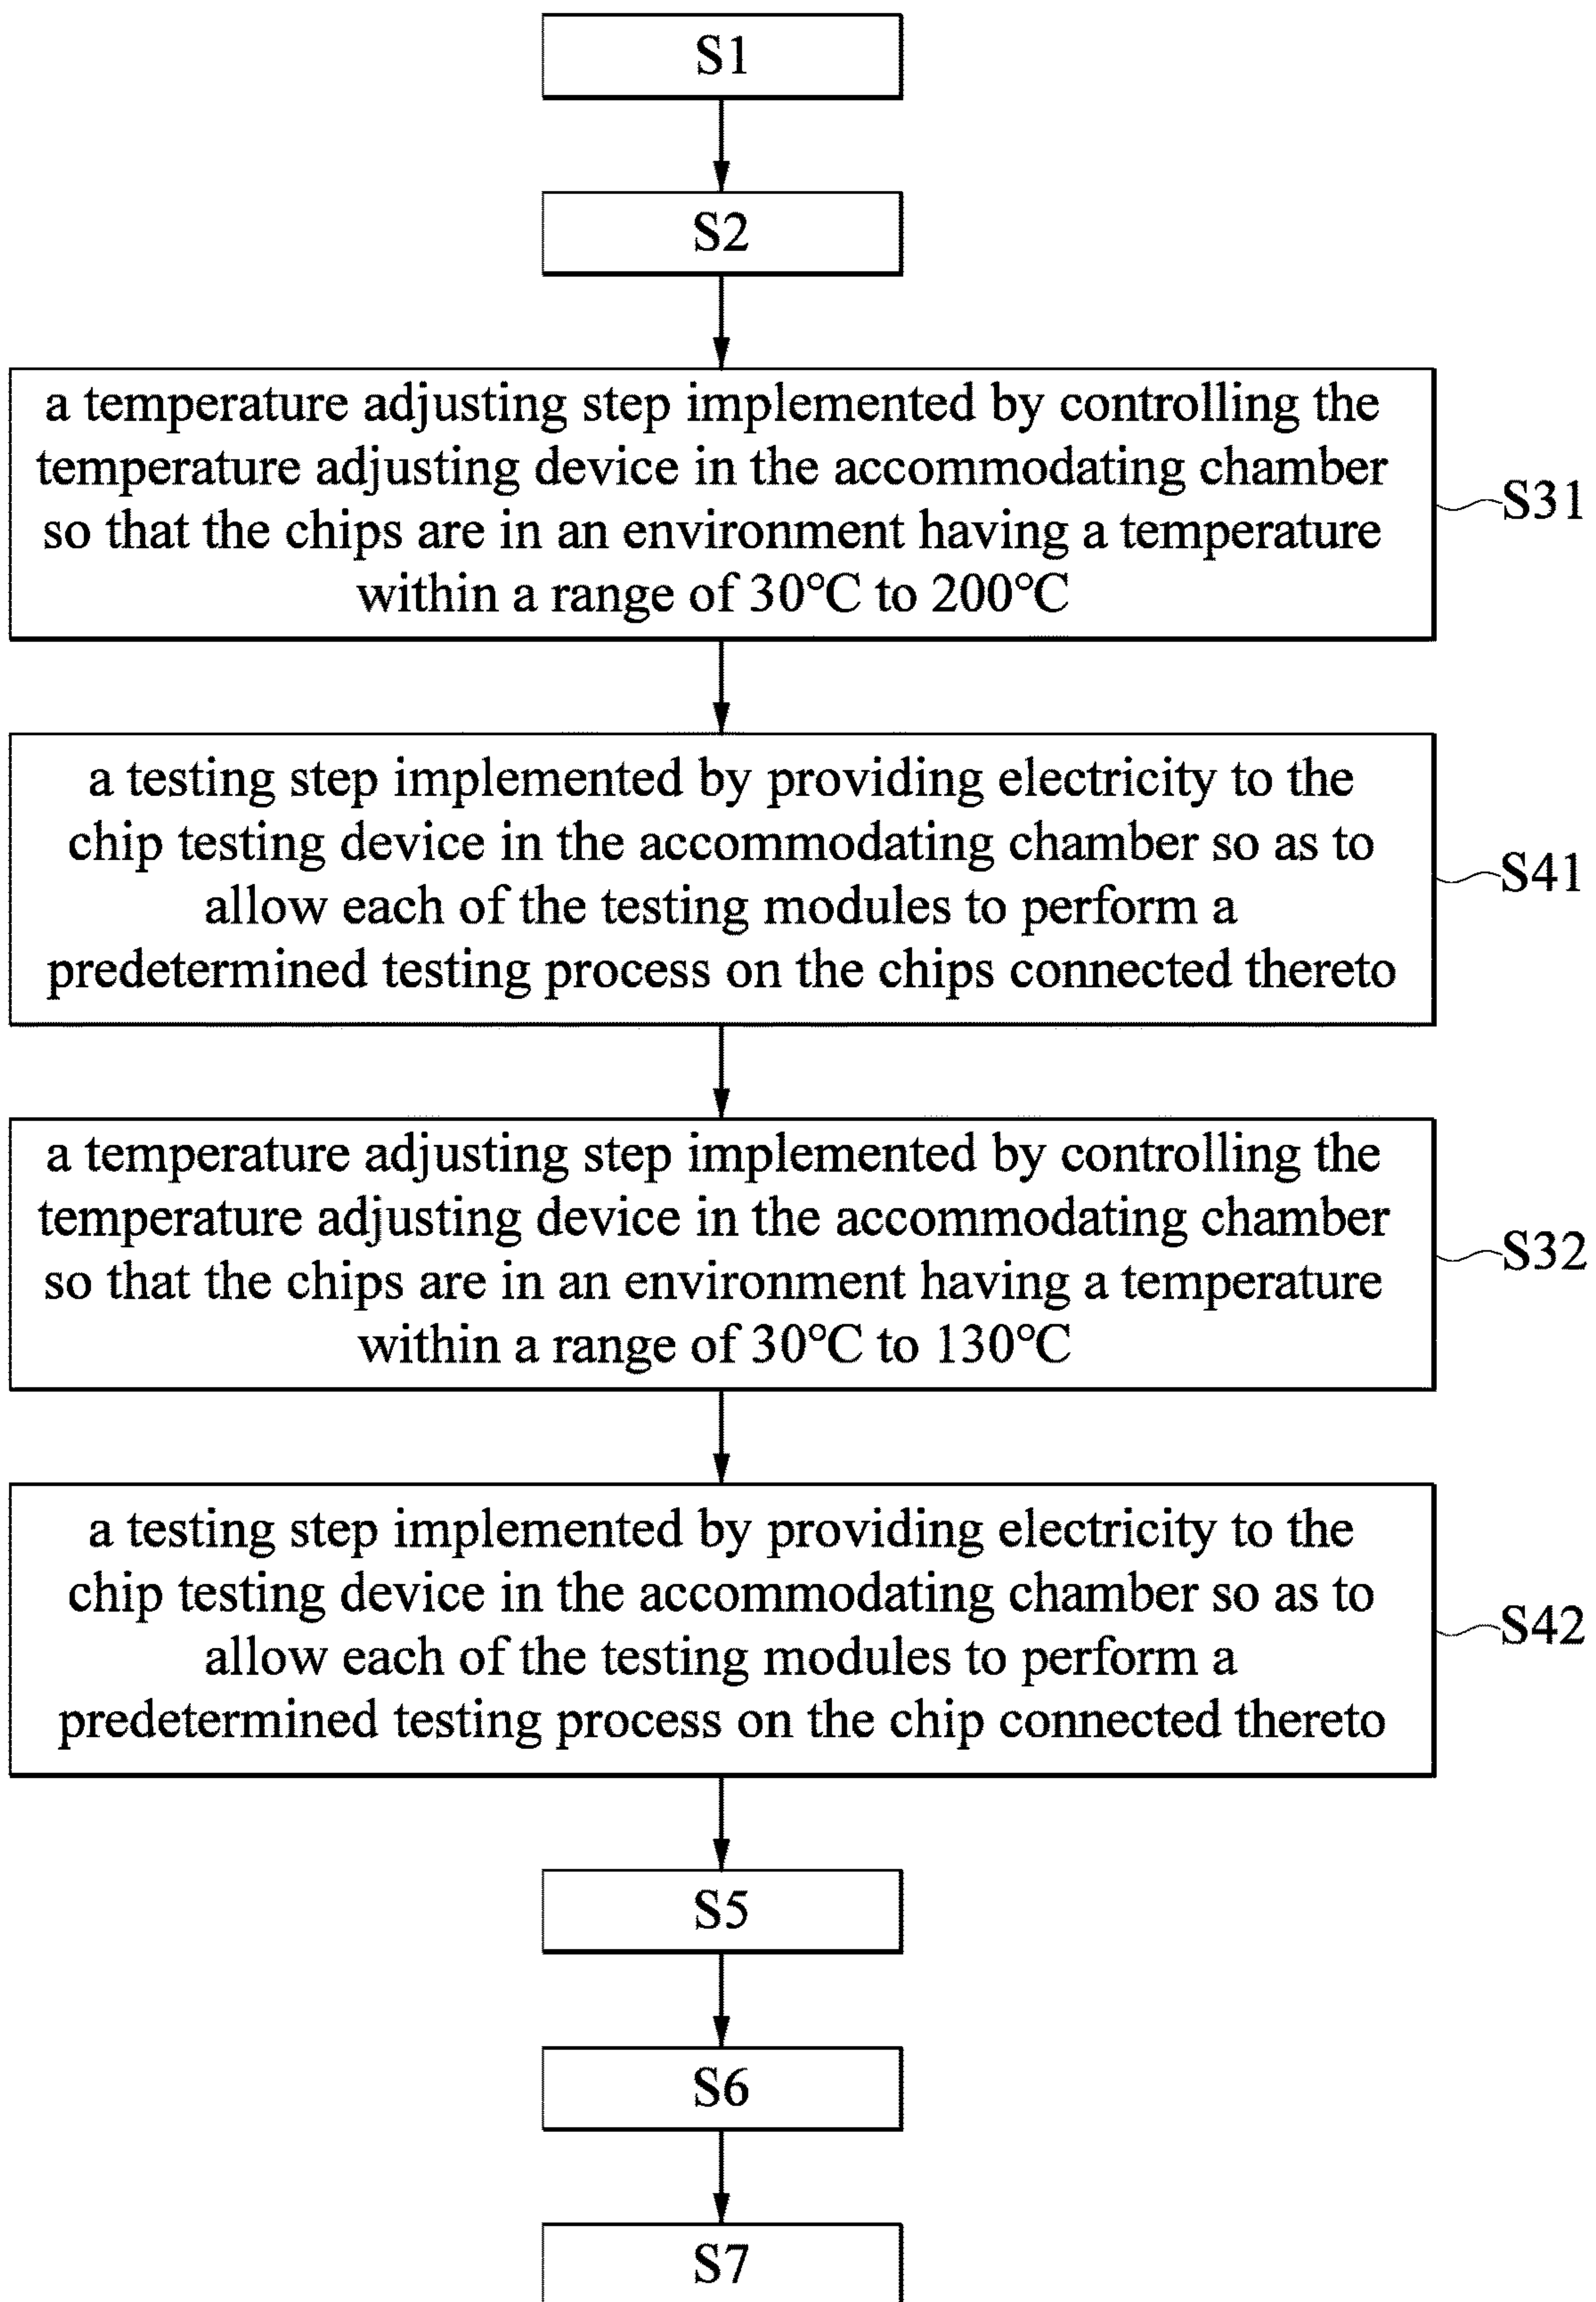 S1
S2
a temperature adjusting step implemented by controlling the
temperature adjusting device in the accommodating chamber
so that the chips are in an environment having a temperature
within a range of 30℃ to 200℃
S31
a testing step implemented by providing electricity to the
chip testing device in the accommodating chamber so as to
allow each of the testing modules to perform a
predetermined testing process on the chips connected thereto
S41
a temperature adjusting step implemented by controlling the
temperature adjusting device in the accommodating chamber
so that the chips are in an environment having a temperature
within a range of 30℃ to 130℃
S32
a testing step implemented by providing electricity to the
chip testing device in the accommodating chamber so as to
allow each of the testing modules to perform a
predetermined testing process on the chip connected thereto
S42
S5
S6
S7